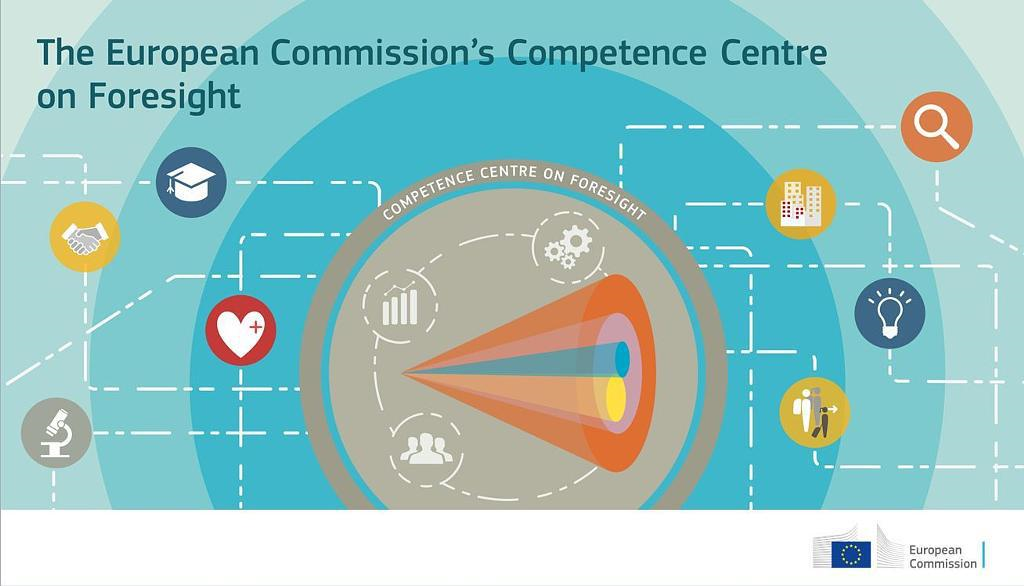 The European Commission's Competence Centre
on Foresight
COMPETENCE CENTRE ON FORESIGHT
European
Commission